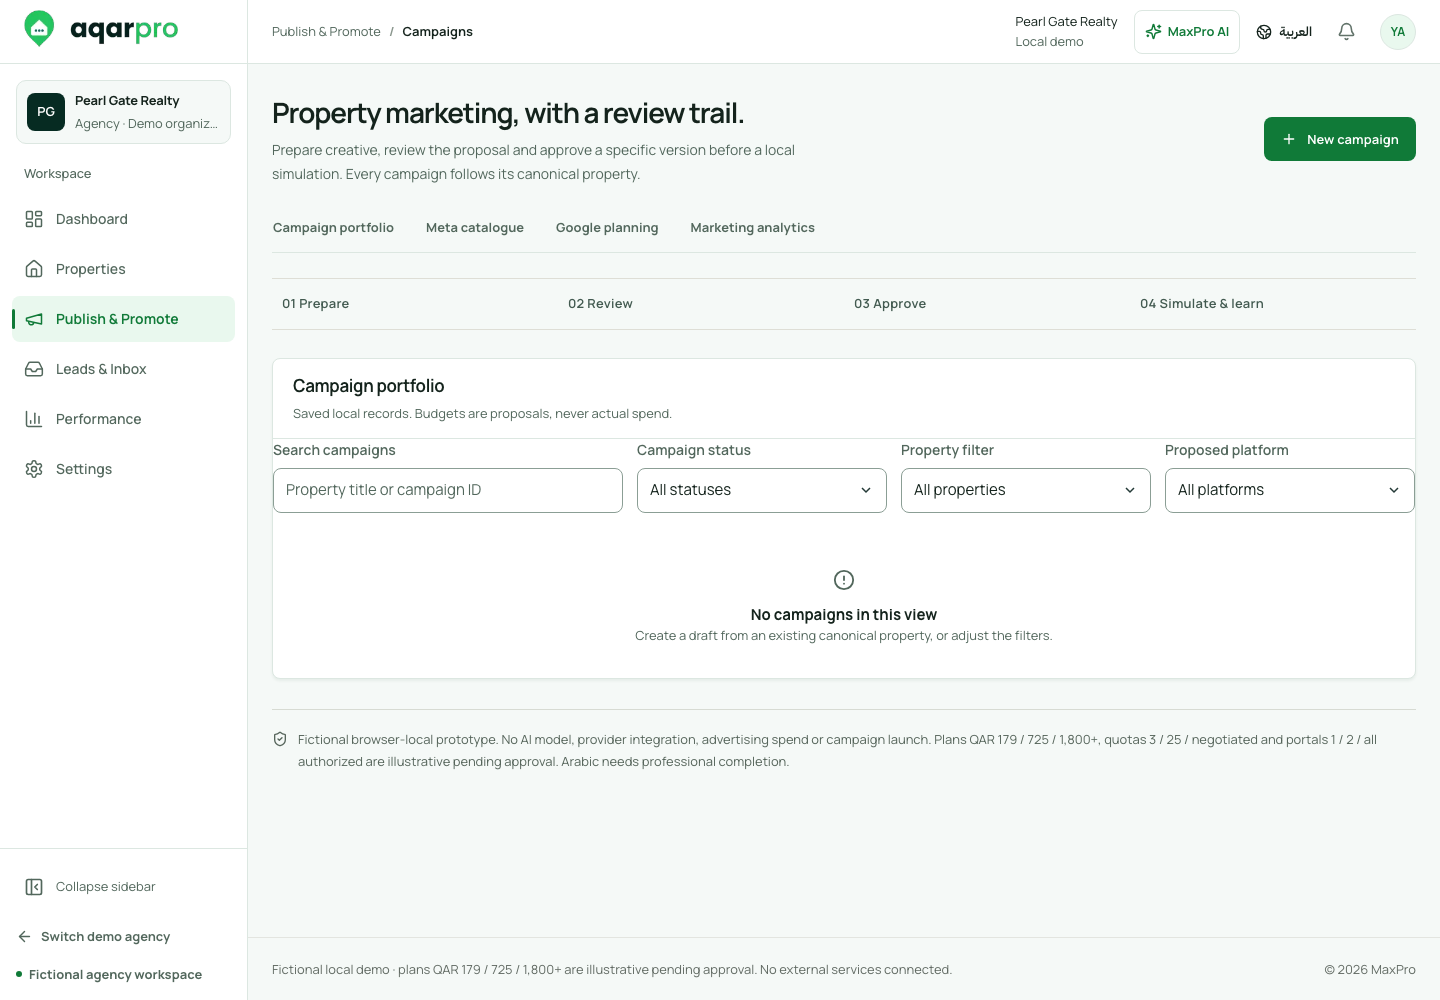 aqarpro
PG
Pearl Gate Realty
Agency · Demo organiz...
Workspace
Dashboard
Properties
Publish & Promote
Leads & Inbox
Performance
Settings
Collapse sidebar
Switch demo agency
Fictional agency workspace
Publish & Promote / Campaigns
Pearl Gate Realty
Local demo
MaxPro AI
العربية
YA
Property marketing, with a review trail.
Prepare creative, review the proposal and approve a specific version before a local
simulation. Every campaign follows its canonical property.
New campaign
Campaign portfolio Meta catalogue Google planning Marketing analytics
01 Prepare 02 Review 03 Approve 04 Simulate & learn
Campaign portfolio
Saved local records. Budgets are proposals, never actual spend.
Search campaigns Campaign status Property filter Proposed platform
Property title or campaign ID All statuses All properties All platforms
No campaigns in this view
Create a draft from an existing canonical property, or adjust the filters.
Fictional browser-local prototype. No AI model, provider integration, advertising spend or campaign launch. Plans QAR 179 / 725 / 1,800+, quotas 3 / 25 / negotiated and portals 1 / 2 / all
authorized are illustrative pending approval. Arabic needs professional completion.
Fictional local demo · plans QAR 179 / 725 / 1,800+ are illustrative pending approval. No external services connected.
© 2026 MaxPro